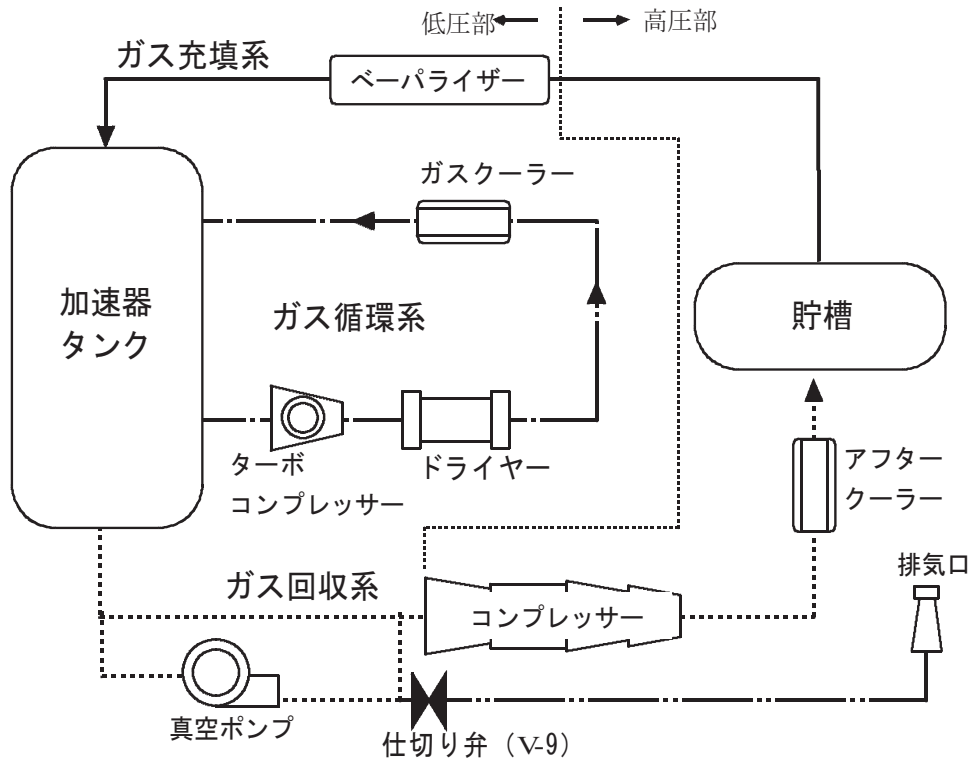 低圧部
高圧部
ガス充填系
ベーパライザー
ガスクーラー
加速器
タンク
ガス循環系
貯槽
ターボ
コンプレッサー
ドライヤー
アフター
クーラー
ガス回収系
コンプレッサー
排気口
真空ポンプ
仕切り弁（V-9）